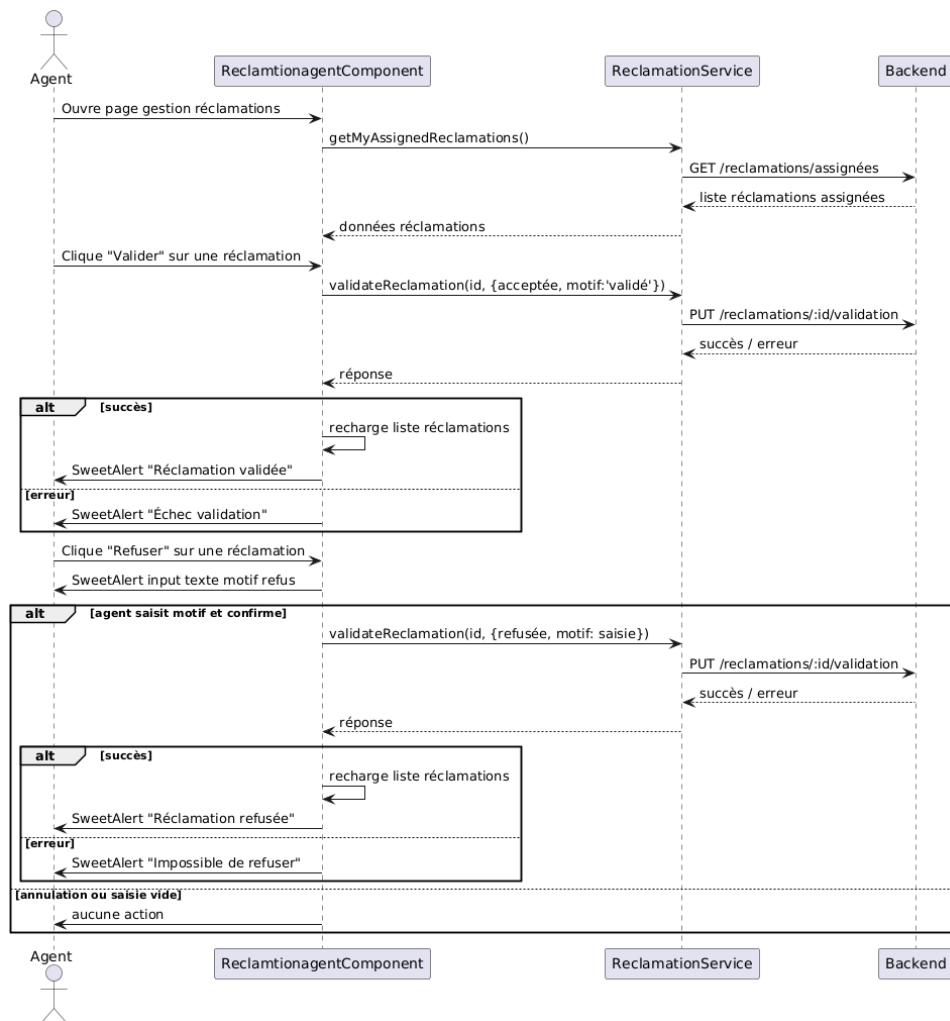 Agent
ReclamtionagentComponent
ReclamationService
Backend
Ouvre page gestion réclamations
getMyAssignedReclamations()
GET /reclamations/assignées
liste réclamations assignées
données réclamations
Clique "Valider" sur une réclamation
validateReclamation(id, {acceptée, motif:'validé'})
PUT /reclamations/:id/validation
succès / erreur
réponse
alt [succès]
recharge liste réclamations
SweetAlert "Réclamation validée"
[erreur]
SweetAlert "Échec validation"
Clique "Refuser" sur une réclamation
SweetAlert input texte motif refus
alt [agent saisit motif et confirme]
validateReclamation(id, {refusée, motif: saisie})
PUT /reclamations/:id/validation
succès / erreur
réponse
alt [succès]
recharge liste réclamations
SweetAlert "Réclamation refusée"
[erreur]
SweetAlert "Impossible de refuser"
[annulation ou saisie vide]
aucune action
Agent
ReclamtionagentComponent
ReclamationService
Backend